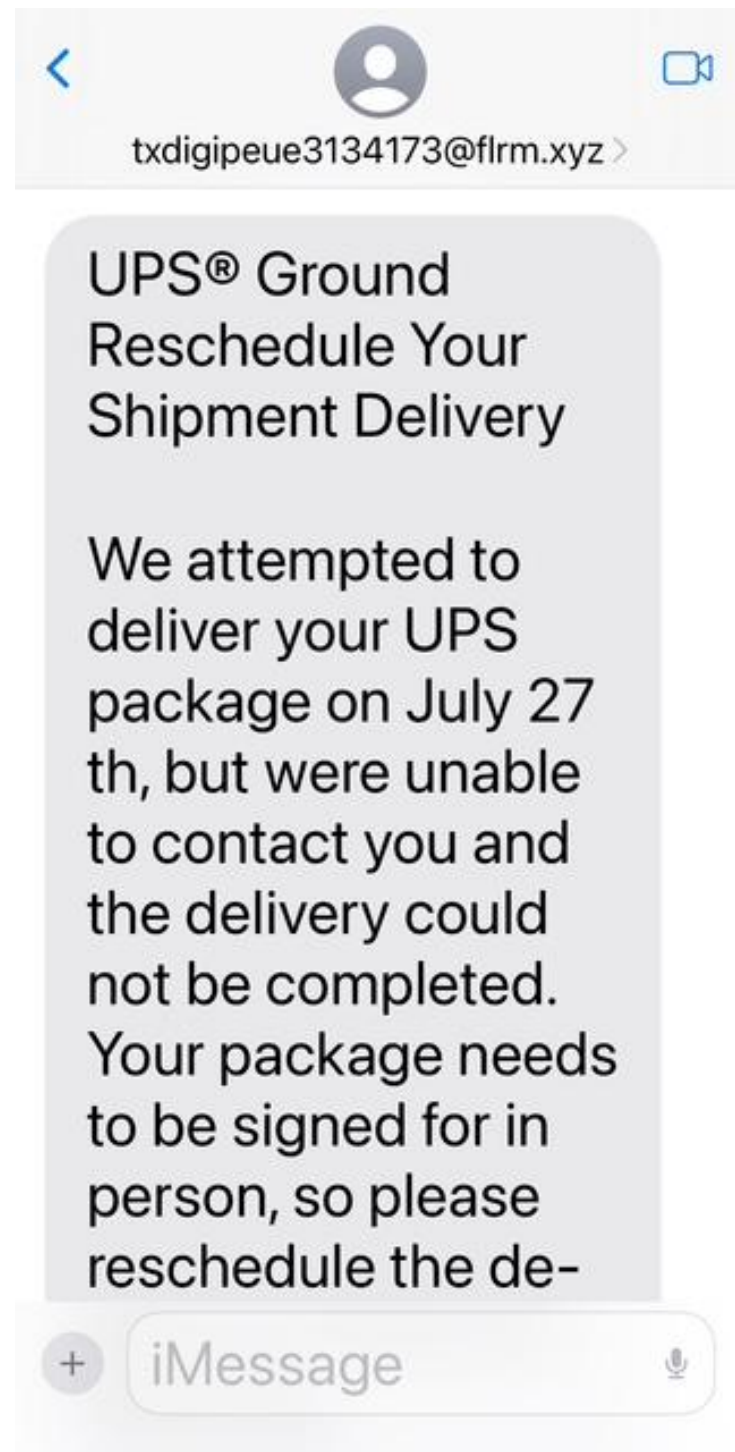 txdigipeue3134173@flrm.xyz
UPS® Ground
Reschedule Your
Shipment Delivery
We attempted to
deliver your UPS
package on July 27
th, but were unable
to contact you and
the delivery could
not be completed.
Your package needs
to be signed for in
person, so please
reschedule the de-
iMessage